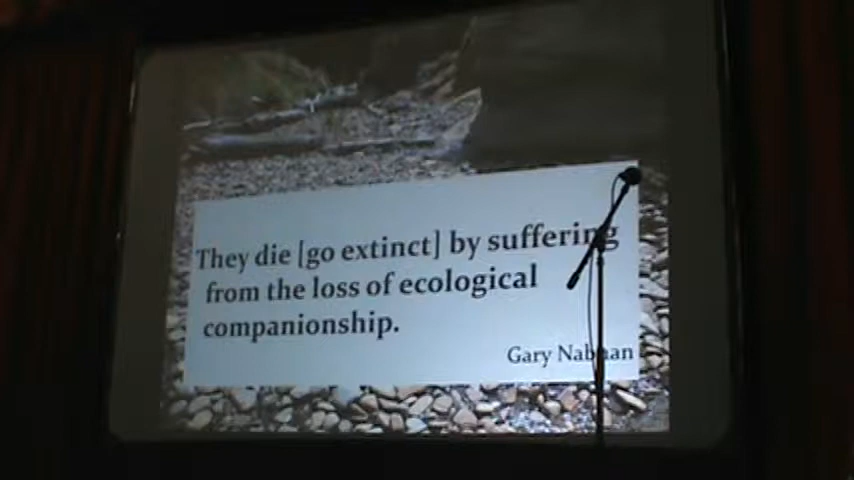 They die [go extinct] by suffering
from the loss of ecological
companionship.
Gary Nabhan